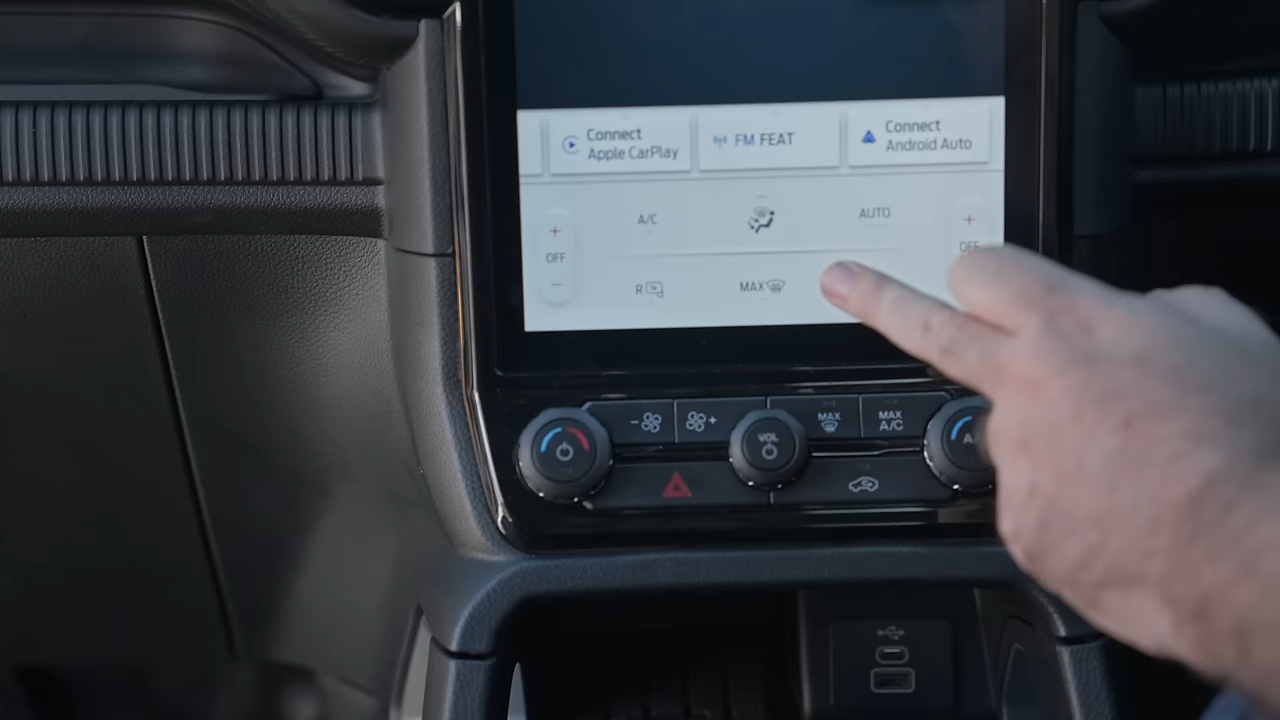 Connect
Apple CarPlay
FM FEAT
Connect
Android Auto
A/C
AUTO
+
OFF
-
+
OFF
R
MAX
-
+
VOL
MAX
MAX
A/C